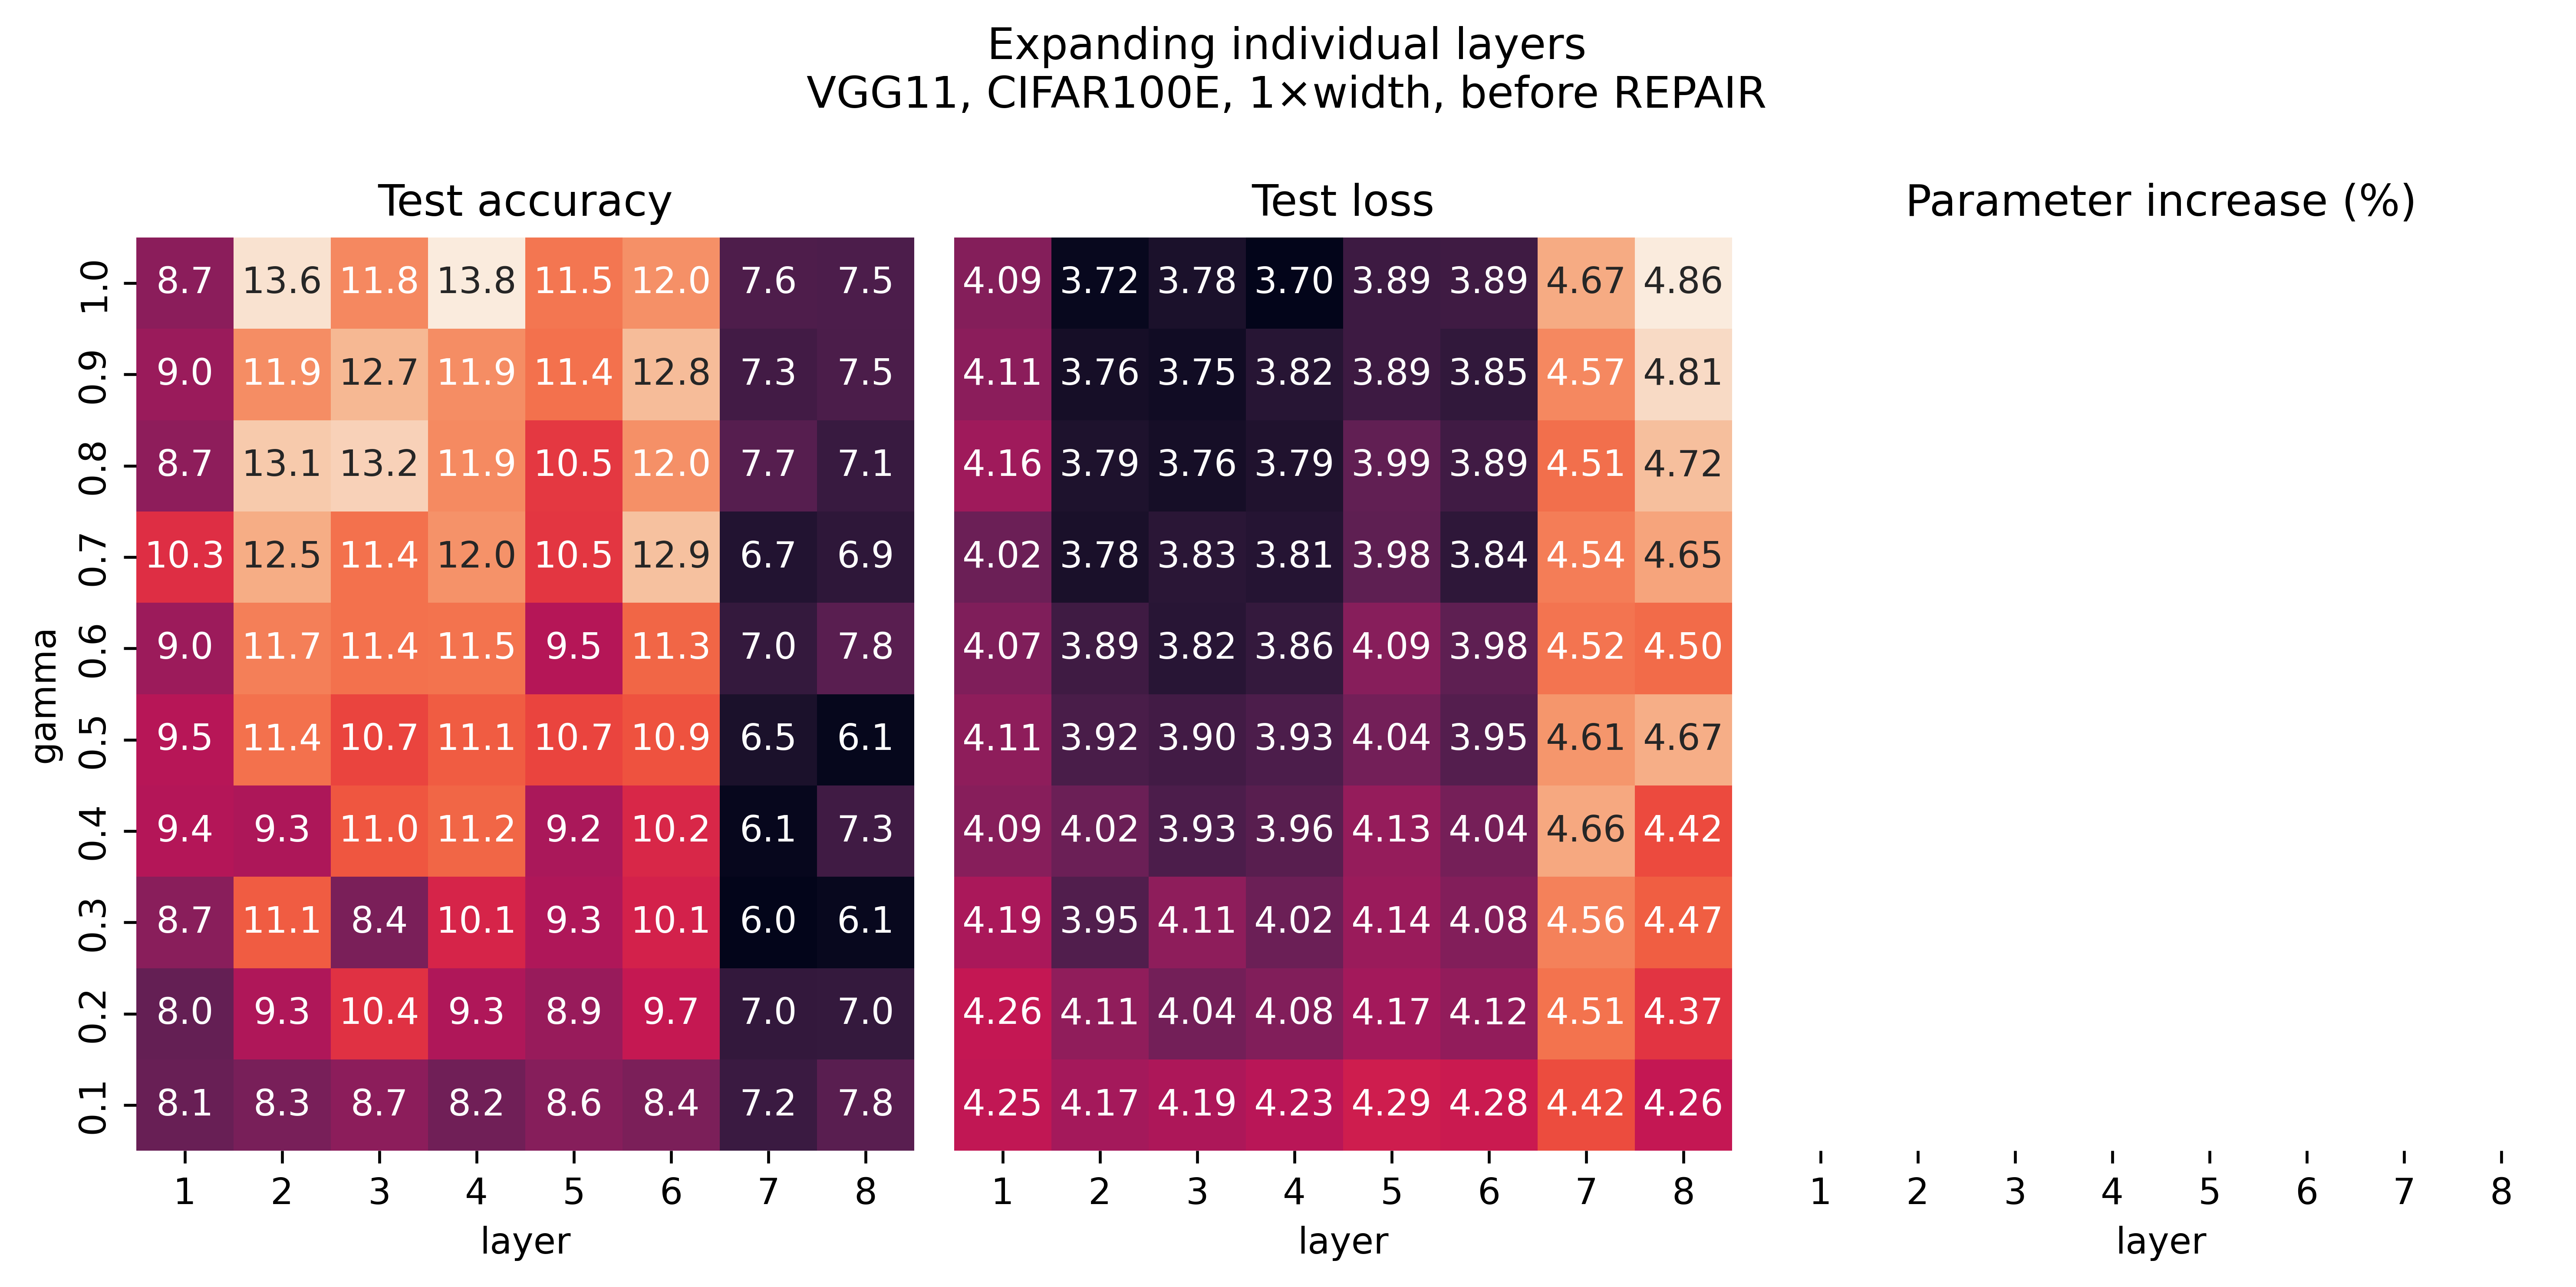 Expanding individual layers
VGG11, CIFAR100E, 1×width, before REPAIR
Test accuracy Test loss Parameter increase (%)
1.0 8.7 13.6 11.8 13.8 11.5 12.0 7.6 7.5 4.09 3.72 3.78 3.70 3.89 3.89 4.67 4.86
0.9 9.0 11.9 12.7 11.9 11.4 12.8 7.3 7.5 4.11 3.76 3.75 3.82 3.89 3.85 4.57 4.81
0.8 8.7 13.1 13.2 11.9 10.5 12.0 7.7 7.1 4.16 3.79 3.76 3.79 3.99 3.89 4.51 4.72
0.7 10.3 12.5 11.4 12.0 10.5 12.9 6.7 6.9 4.02 3.78 3.83 3.81 3.98 3.84 4.54 4.65
0.6 9.0 11.7 11.4 11.5 9.5 11.3 7.0 7.8 4.07 3.89 3.82 3.86 4.09 3.98 4.52 4.50
gamma
0.5 9.5 11.4 10.7 11.1 10.7 10.9 6.5 6.1 4.11 3.92 3.90 3.93 4.04 3.95 4.61 4.67
0.4 9.4 9.3 11.0 11.2 9.2 10.2 6.1 7.3 4.09 4.02 3.93 3.96 4.13 4.04 4.66 4.42
0.3 8.7 11.1 8.4 10.1 9.3 10.1 6.0 6.1 4.19 3.95 4.11 4.02 4.14 4.08 4.56 4.47
0.2 8.0 9.3 10.4 9.3 8.9 9.7 7.0 7.0 4.26 4.11 4.04 4.08 4.17 4.12 4.51 4.37
0.1 8.1 8.3 8.7 8.2 8.6 8.4 7.2 7.8 4.25 4.17 4.19 4.23 4.29 4.28 4.42 4.26
1 2 3 4 5 6 7 8 1 2 3 4 5 6 7 8 1 2 3 4 5 6 7 8
layer layer layer